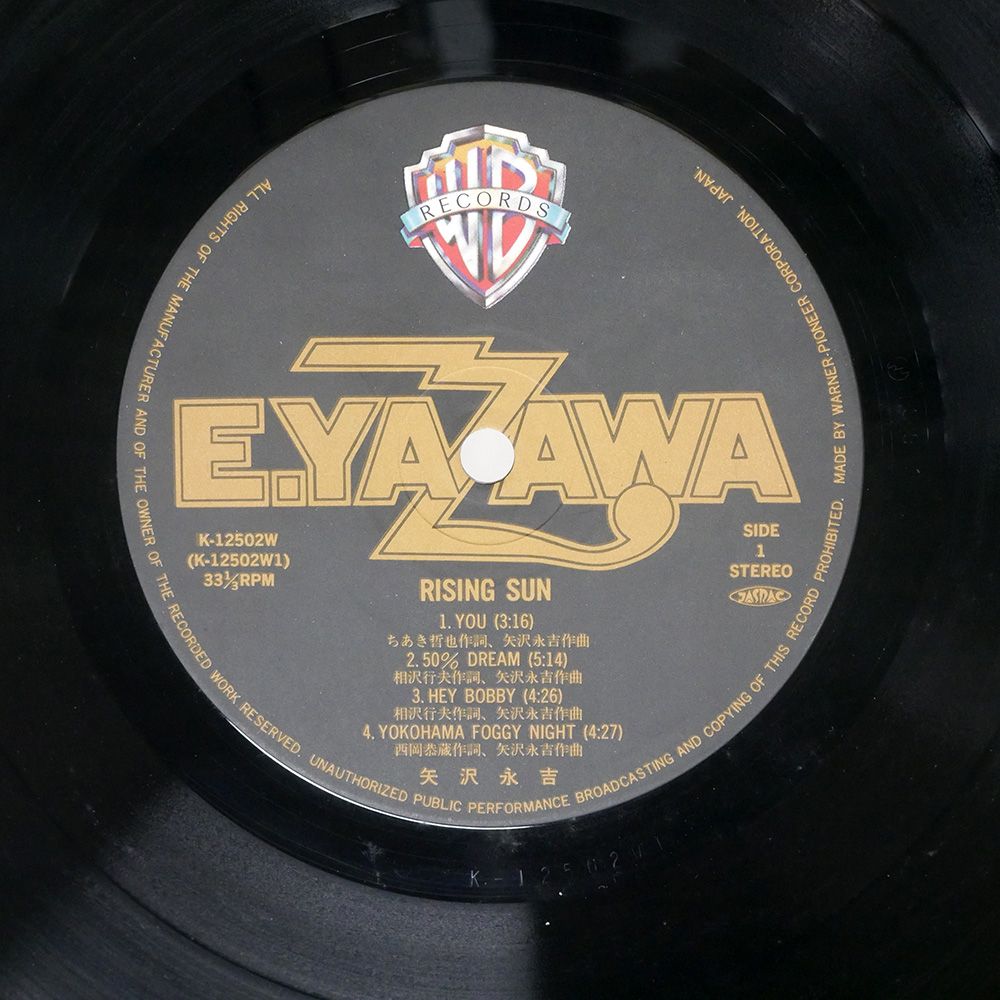 WB
RECORDS
E.YAZAWA
K-12502W
(K-12502W1)
33⅓RPM
SIDE
1
STEREO
JASRAC
RISING SUN
1. YOU (3:16)
ちあき哲也作詞、矢沢永吉作曲
2. 50% DREAM (5:14)
相沢行夫作詞、矢沢永吉作曲
3. HEY BOBBY (4:26)
相沢行夫作詞、矢沢永吉作曲
4. YOKOHAMA FOGGY NIGHT (4:27)
西岡恭蔵作詞、矢沢永吉作曲
矢沢永吉
ALL RIGHTS OF THE MANUFACTURER AND OF THE OWNER OF THE RECORDED WORK RESERVED. UNAUTHORIZED PUBLIC PERFORMANCE BROADCASTING AND COPYING OF THIS RECORD PROHIBITED. MADE BY WARNER-PIONEER CORPORATION, JAPAN.
K-12502W1